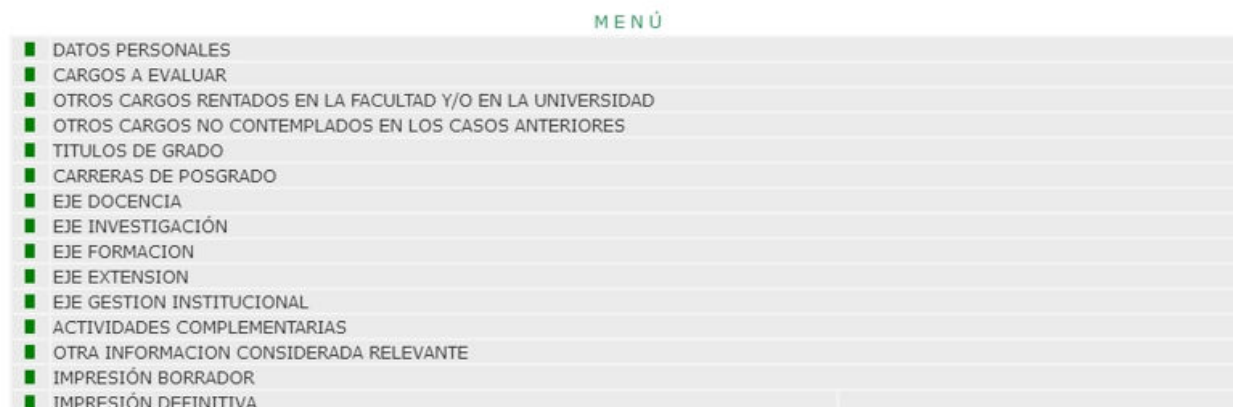 MENÚ
DATOS PERSONALES
CARGOS A EVALUAR
OTROS CARGOS RENTADOS EN LA FACULTAD Y/O EN LA UNIVERSIDAD
OTROS CARGOS NO CONTEMPLADOS EN LOS CASOS ANTERIORES
TITULOS DE GRADO
CARRERAS DE POSGRADO
EJE DOCENCIA
EJE INVESTIGACIÓN
EJE FORMACION
EJE EXTENSION
EJE GESTION INSTITUCIONAL
ACTIVIDADES COMPLEMENTARIAS
OTRA INFORMACION CONSIDERADA RELEVANTE
IMPRESIÓN BORRADOR
IMPRESIÓN DEFINITIVA